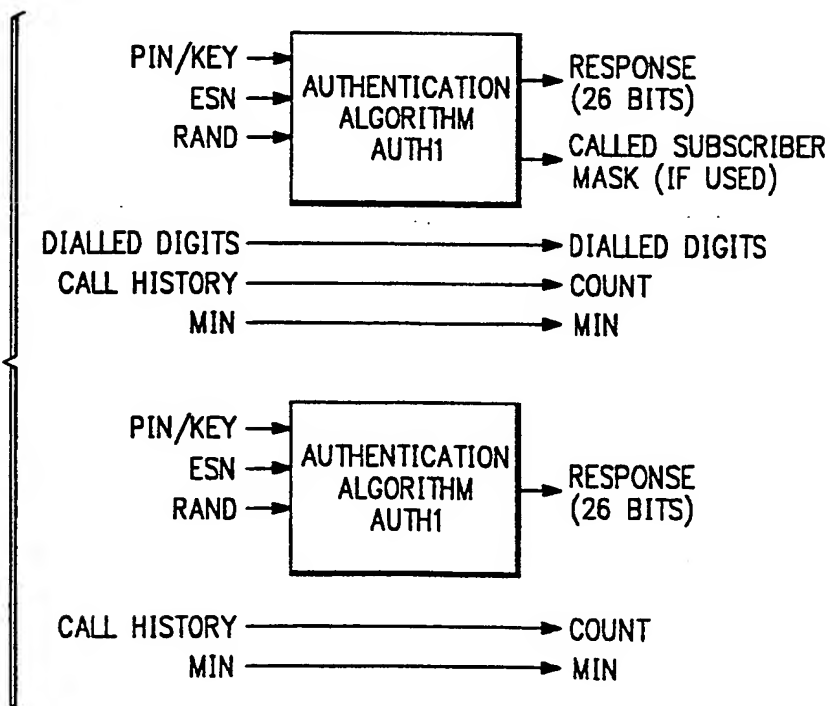 PIN/KEY
ESN
RAND
AUTHENTICATION
ALGORITHM
AUTH1
RESPONSE
(26 BITS)
CALLED SUBSCRIBER
MASK (IF USED)
DIALLED DIGITS DIALLED DIGITS
CALL HISTORY COUNT
MIN MIN
PIN/KEY
ESN
RAND
AUTHENTICATION
ALGORITHM
AUTH1
RESPONSE
(26 BITS)
CALL HISTORY COUNT
MIN MIN